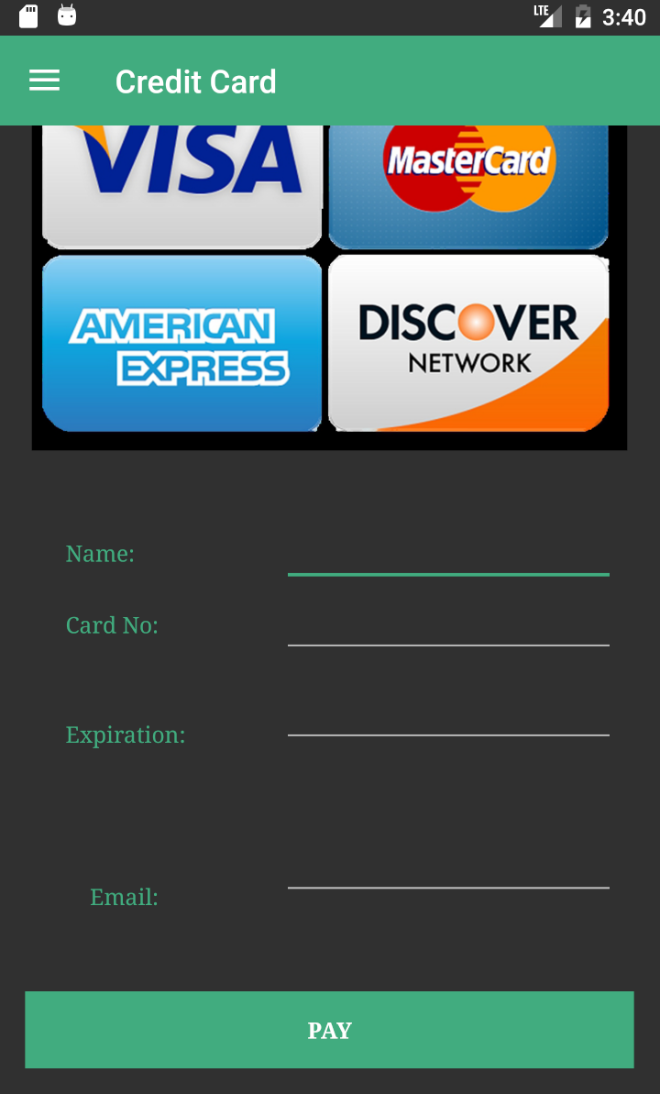 LTE 3:40
Credit Card
VISA
MasterCard
AMERICAN
EXPRESS
DISCOVER
NETWORK
Name:
Card No:
Expiration:
Email:
PAY